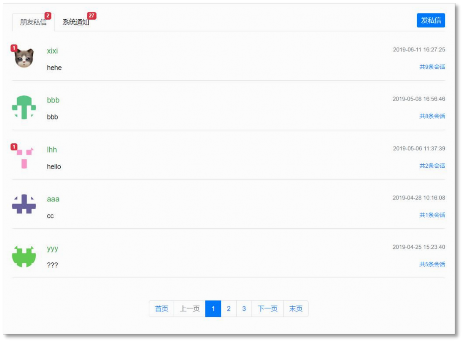 朋友私信 2 系统通知 27 发私信
1
xixi 2019-06-11 16:27:25
hehe 共9条会话
bbb 2019-05-08 16:56:46
bbb 共4条会话
1
lhh 2019-05-06 11:37:39
hello 共2条会话
aaa 2019-04-28 10:16:08
cc 共1条会话
yyy 2019-04-25 15:23:40
??? 共5条会话
首页 上一页 1 2 3 下一页 末页